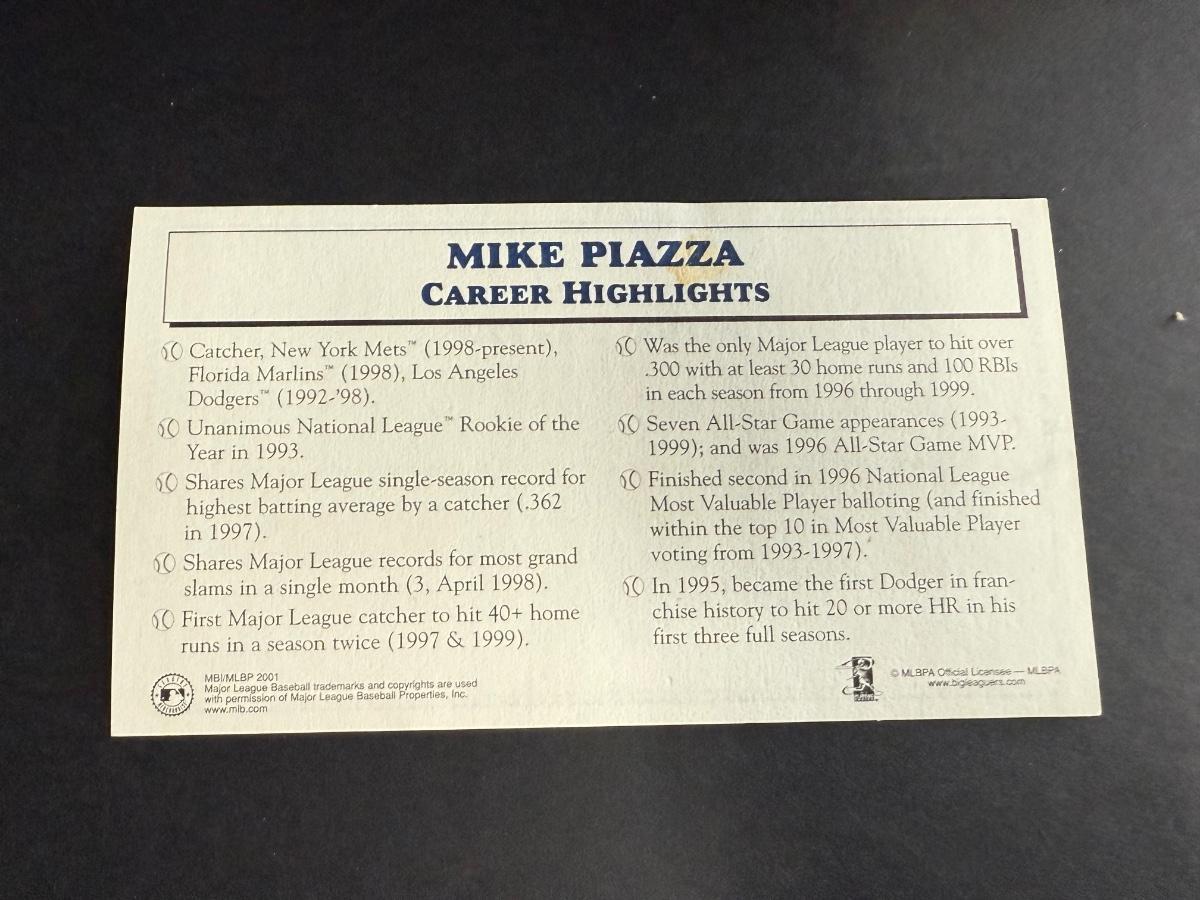 MIKE PIAZZA
CAREER HIGHLIGHTS
Catcher, New York Mets™ (1998-present),
Florida Marlins™ (1998), Los Angeles
Dodgers™ (1992-'98).
Unanimous National League™ Rookie of the
Year in 1993.
Shares Major League single-season record for
highest batting average by a catcher (.362
in 1997).
Shares Major League records for most grand
slams in a single month (3, April 1998).
First Major League catcher to hit 40+ home
runs in a season twice (1997 & 1999).
Was the only Major League player to hit over
.300 with at least 30 home runs and 100 RBIs
in each season from 1996 through 1999.
Seven All-Star Game appearances (1993-
1999); and was 1996 All-Star Game MVP.
Finished second in 1996 National League
Most Valuable Player balloting (and finished
within the top 10 in Most Valuable Player
voting from 1993-1997).
In 1995, became the first Dodger in fran-
chise history to hit 20 or more HR in his
first three full seasons.
MBI/MLBP 2001
Major League Baseball trademarks and copyrights are used
with permission of Major League Baseball Properties, Inc.
www.mlb.com
© MLBPA Official Licensee — MLBPA
www.bigleaguers.com